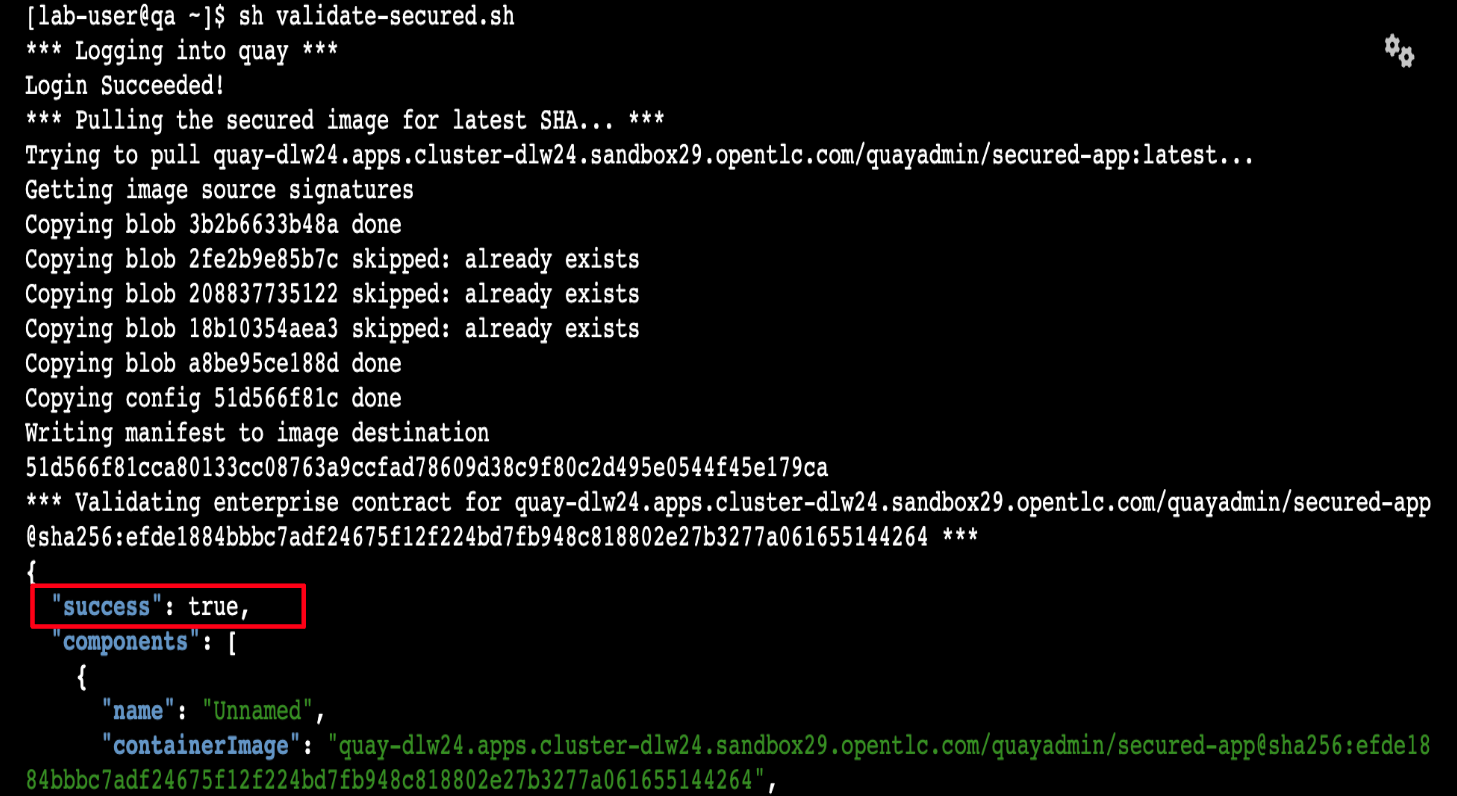 [lab-user@qa ~]$ sh validate-secured.sh
*** Logging into quay ***
Login Succeeded!
*** Pulling the secured image for latest SHA... ***
Trying to pull quay-dlw24.apps.cluster-dlw24.sandbox29.opentlc.com/quayadmin/secured-app:latest...
Getting image source signatures
Copying blob 3b2b6633b48a done
Copying blob 2fe2b9e85b7c skipped: already exists
Copying blob 208837735122 skipped: already exists
Copying blob 18b10354aea3 skipped: already exists
Copying blob a8be95ce188d done
Copying config 51d566f81c done
Writing manifest to image destination
51d566f81cca80133cc08763a9ccfad78609d38c9f80c2d495e0544f45e179ca
*** Validating enterprise contract for quay-dlw24.apps.cluster-dlw24.sandbox29.opentlc.com/quayadmin/secured-app
@sha256:efde1884bbbc7adf24675f12f224bd7fb948c818802e27b3277a061655144264 ***
{
"success": true,
"components": [
{
"name": "Unnamed",
"containerImage": "quay-dlw24.apps.cluster-dlw24.sandbox29.opentlc.com/quayadmin/secured-app@sha256:efde18
84bbbc7adf24675f12f224bd7fb948c818802e27b3277a061655144264",